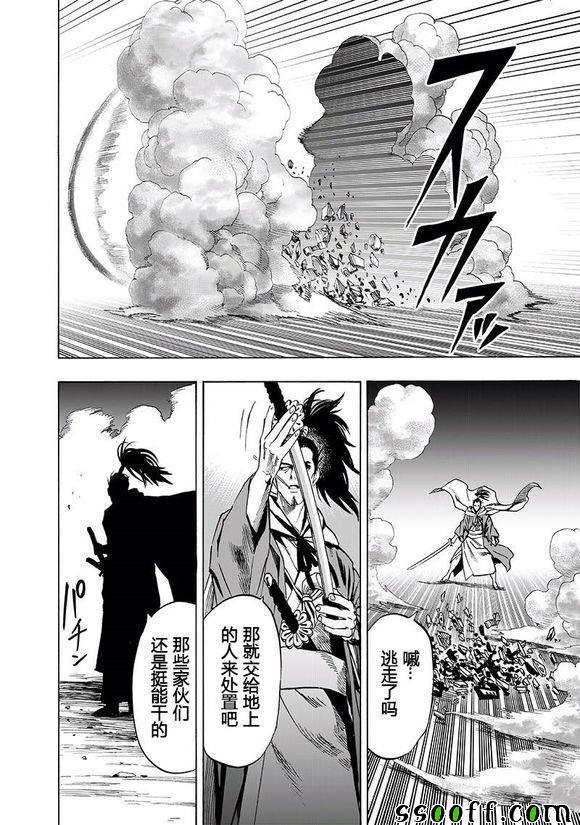 スカァッ
嘁…
逃走了吗
那就交给地上
的人来处置吧
那些家伙们
还是挺能干的
パチン
ssooff.com